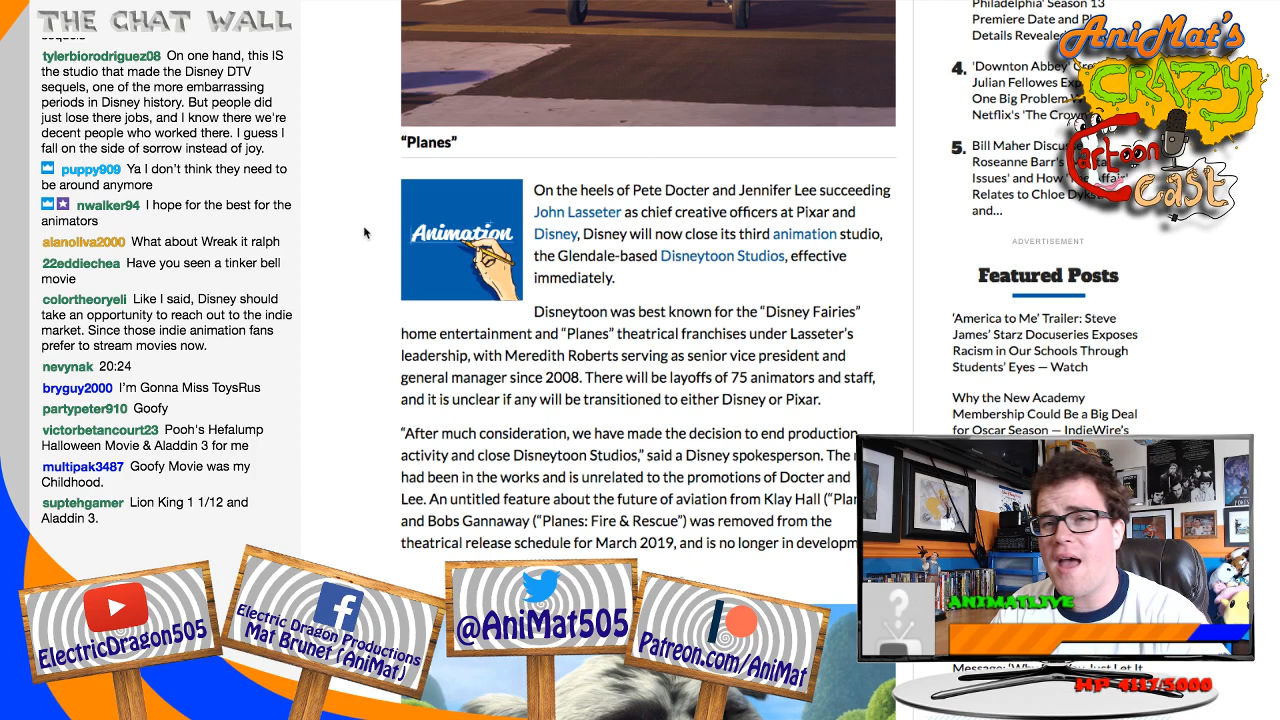 THE CHAT WALL
tylerbiorodriguez08 On one hand, this IS
the studio that made the Disney DTV
sequels, one of the more embarrassing
periods in Disney history. But people did
just lose there jobs, and I know there we're
decent people who worked there. I guess I
fall on the side of sorrow instead of joy.
puppy909 Ya I don't think they need to
be around anymore
nwalker94 I hope for the best for the
animators
alanoliva2000 What about Wreak it ralph
22eddiechea Have you seen a tinker bell
movie
colortheoryeli Like I said, Disney should
take an opportunity to reach out to the indie
market. Since those indie animation fans
prefer to stream movies now.
nevynak 20:24
bryguy2000 I'm Gonna Miss ToysRus
partypeter910 Goofy
victorbetancourt23 Pooh's Hefalump
Halloween Movie & Aladdin 3 for me
multipak3487 Goofy Movie was my
Childhood.
suptehgamer Lion King 1 1/12 and
Aladdin 3.
“Planes”
Animation
On the heels of Pete Docter and Jennifer Lee succeeding
John Lasseter as chief creative officers at Pixar and
Disney, Disney will now close its third animation studio,
the Glendale-based Disneytoon Studios, effective
immediately.
Disneytoon was best known for the “Disney Fairies”
home entertainment and “Planes” theatrical franchises under Lasseter’s
leadership, with Meredith Roberts serving as senior vice president and
general manager since 2008. There will be layoffs of 75 animators and staff,
and it is unclear if any will be transitioned to either Disney or Pixar.
“After much consideration, we have made the decision to end production
activity and close Disneytoon Studios,” said a Disney spokesperson. The
had been in the works and is unrelated to the promotions of Docter and
Lee. An untitled feature about the future of aviation from Klay Hall (“Plan
and Bobs Gannaway (“Planes: Fire & Rescue”) was removed from the
theatrical release schedule for March 2019, and is no longer in developm
Philadelphia' Season 13
Premiere Date and
Details Revealed
4. 'Downton Abbey'
Julian Fellowes
One Big Problem
Netflix's 'The Crown
5. Bill Maher
Roseanne Barr's
Issues' and How
Relates to Chloe
and...
AniMat's
CRAZY
Cartoon
Cast
ADVERTISEMENT
Featured Posts
‘America to Me’ Trailer: Steve
James’ Starz Docuseries Exposes
Racism in Our Schools Through
Students’ Eyes — Watch
Why the New Academy
Membership Could Be a Big Deal
for Oscar Season — IndieWire’s
ANIMATLIVE
HP 4117/5000
ElectricDragon505
Electric Dragon Productions
Mat Brunet (AniMat)
@AniMat505
Patreon.com/AniMat